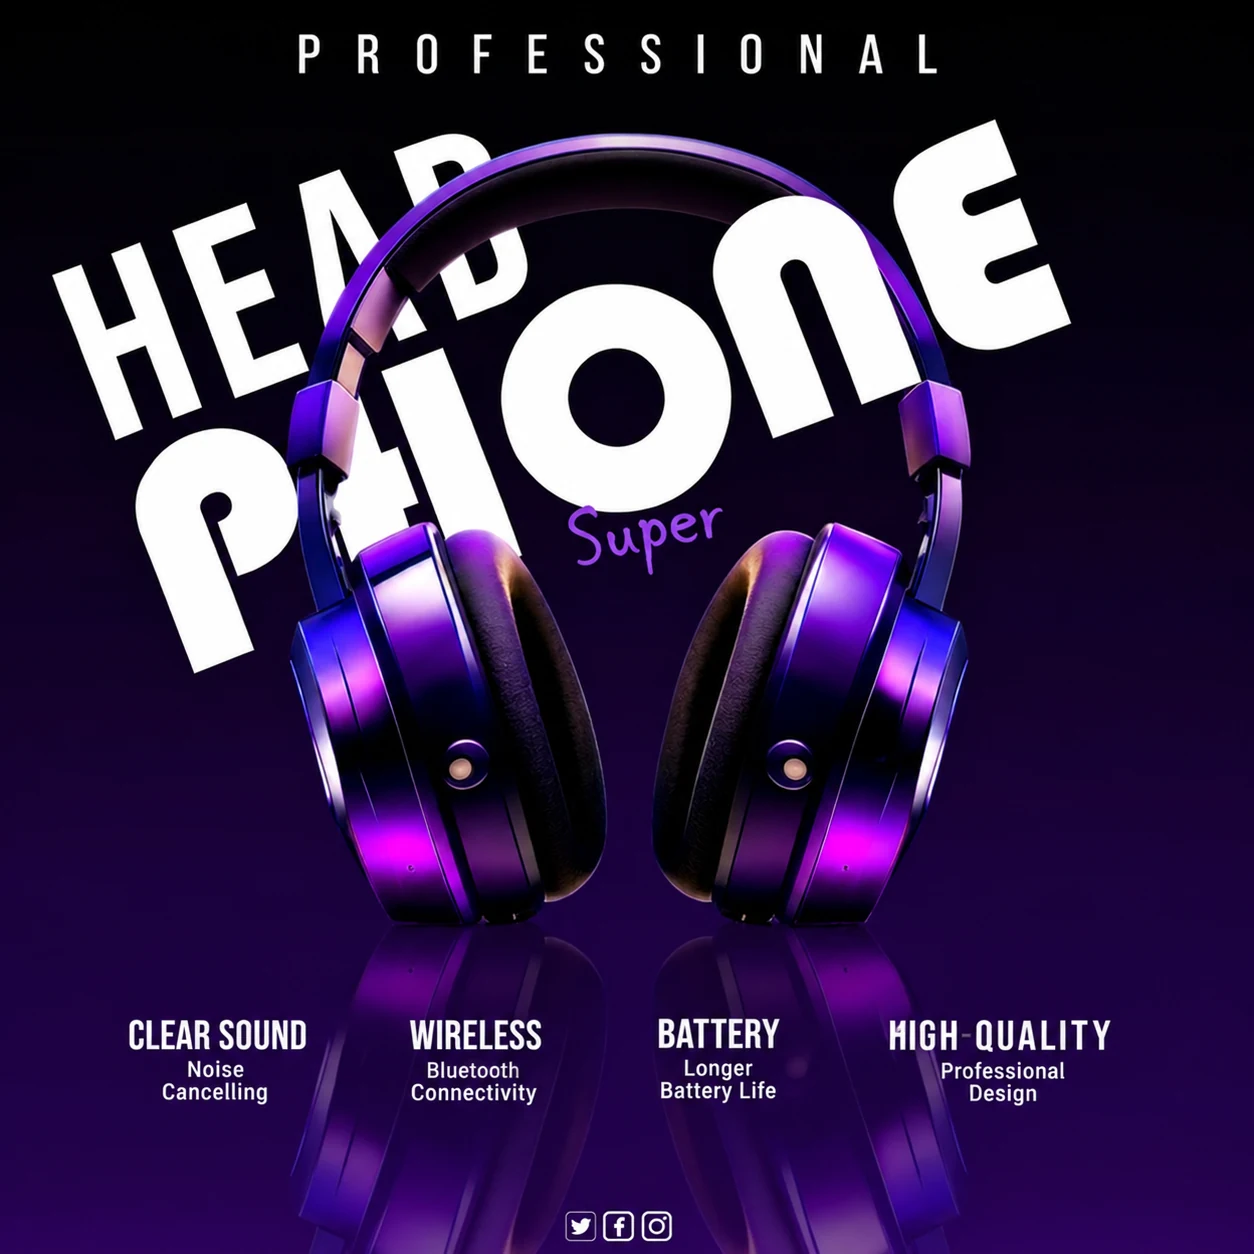 PROFESSIONAL
HEAD
PHONE
Super
CLEAR SOUND
Noise
Cancelling
WIRELESS
Bluetooth
Connectivity
BATTERY
Longer
Battery Life
HIGH-QUALITY
Professional
Design